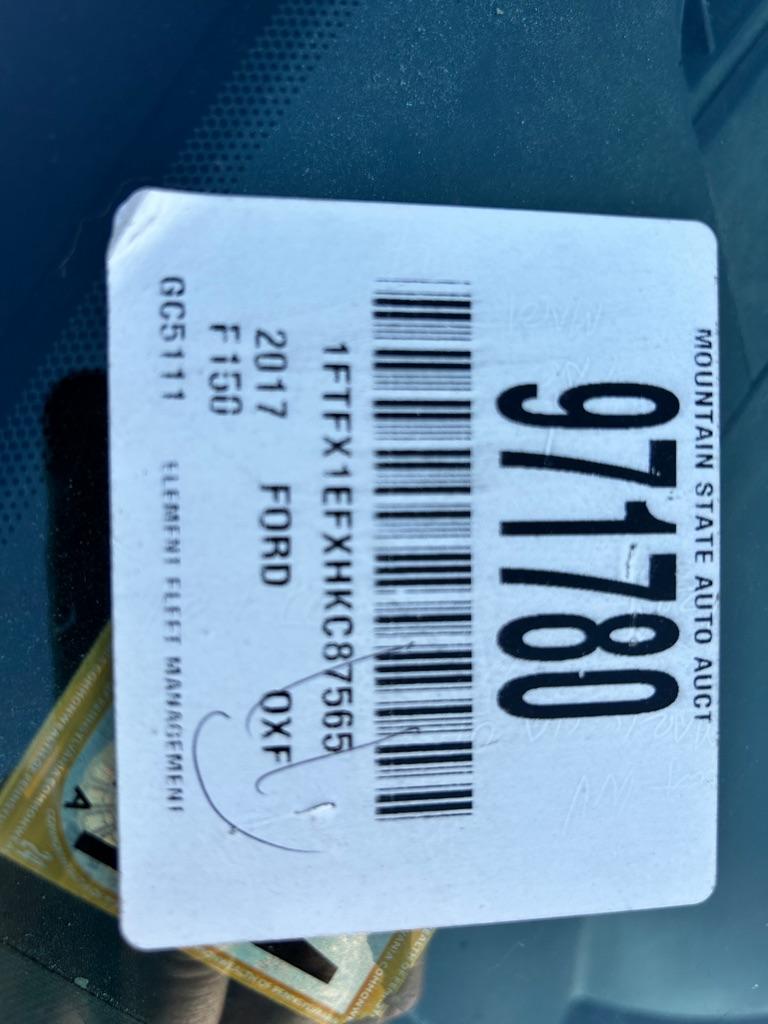 MOUNTAIN STATE AUTO AUCT
971780
1FTFX1EFXHKC87565
2017 FORD OXF
F150
GC5111 ELEMENT FLEET MANAGEMENT